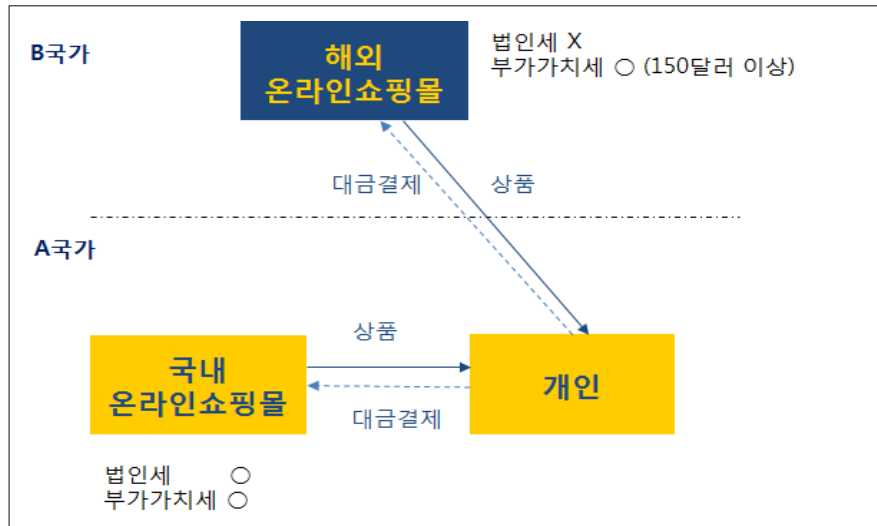 B국가
해외
온라인쇼핑몰
법인세 X
부가가치세 ○ (150달러 이상)
대금결제
상품
A국가
국내
온라인쇼핑몰
상품
대금결제
개인
법인세 ○
부가가치세 ○